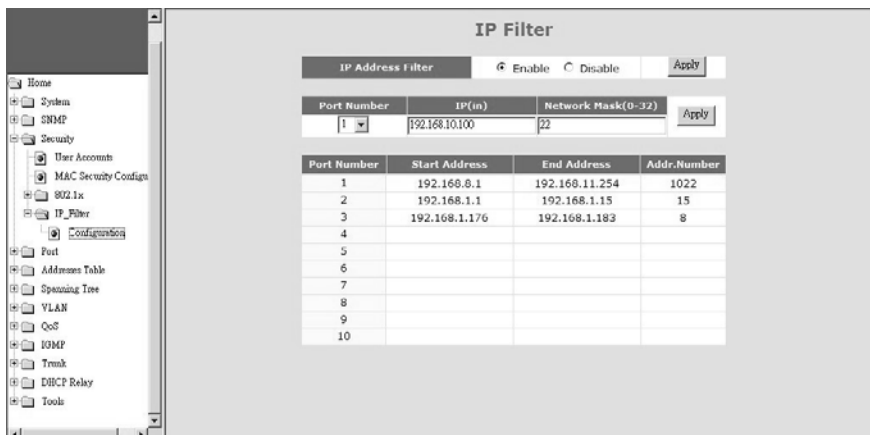 Home
System
SNMP
Security
User Accounts
MAC Security Configu
802.1x
IP_Filter
Configuration
Port
Addresses Table
Spanning Tree
VLAN
QoS
IGMP
Trunk
DHCP Relay
Tools
IP Filter
IP Address Filter Enable Disable Apply
Port Number IP(in) Network Mask(0-32)
1 192.168.10.100 22 Apply
Port Number Start Address End Address Addr.Number
1 192.168.8.1 192.168.11.254 1022
2 192.168.1.1 192.168.1.15 15
3 192.168.1.176 192.168.1.183 8
4
5
6
7
8
9
10